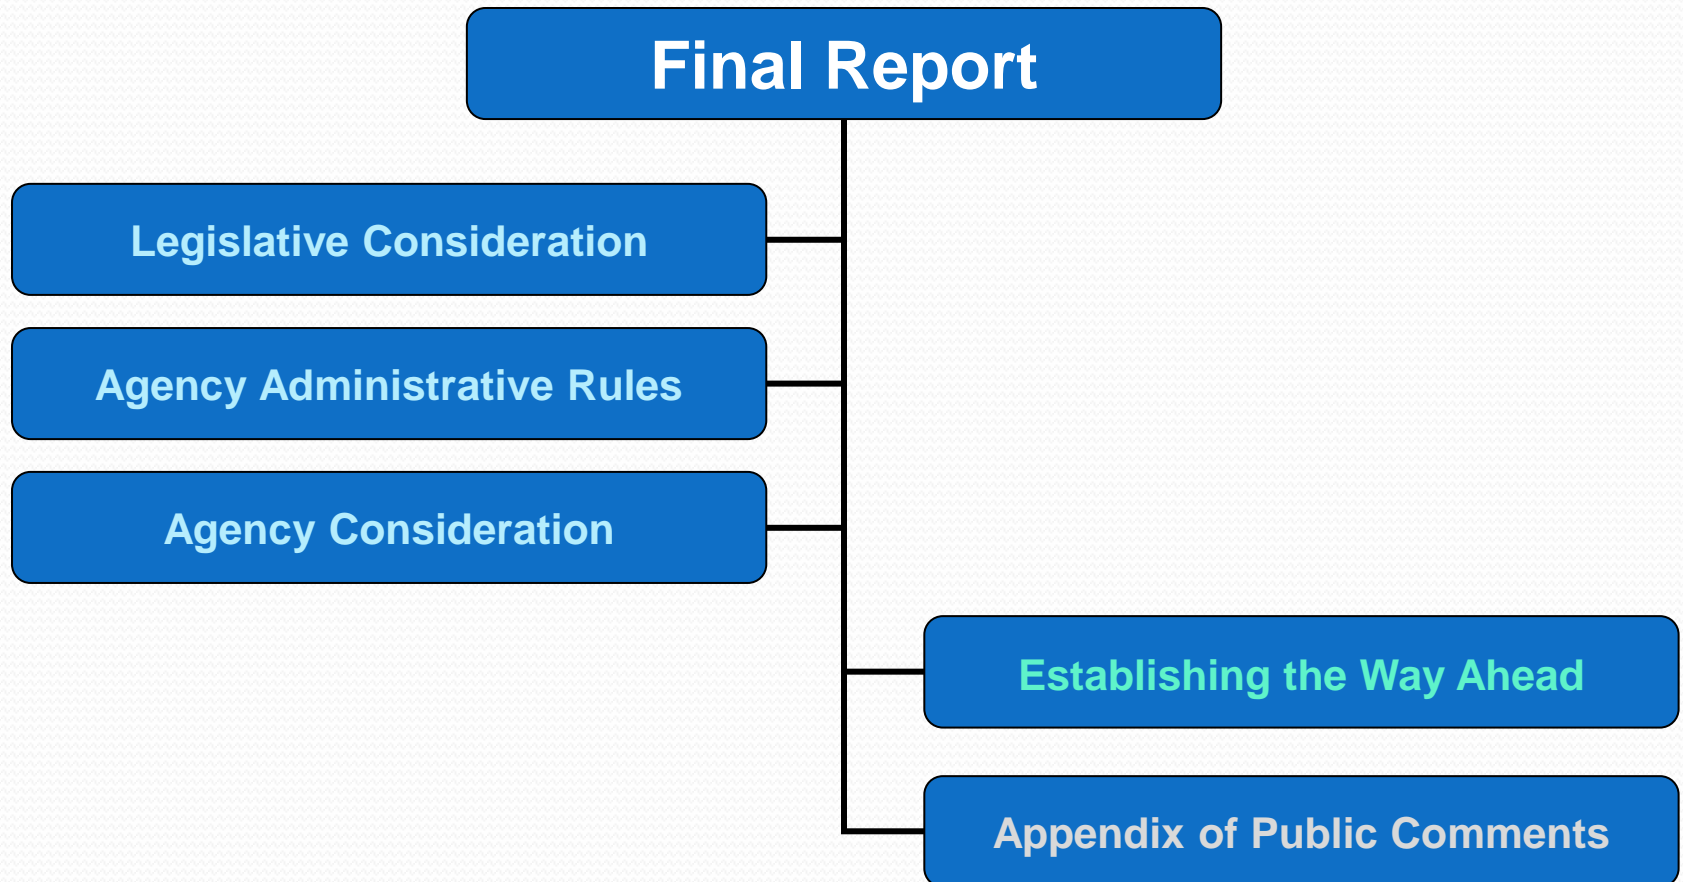 Final Report
Legislative Consideration
Agency Administrative Rules
Agency Consideration
Establishing the Way Ahead
Appendix of Public Comments